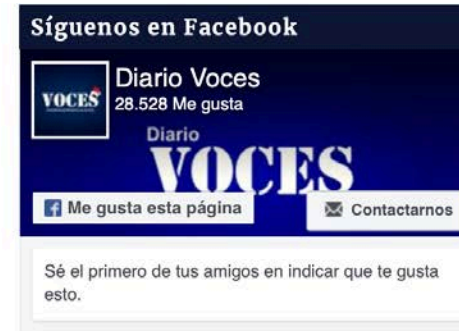 Síguenos en Facebook
VOCES
Diario Voces
28.528 Me gusta
Diario
VOCES
Me gusta esta página
Contactarnos
Sé el primero de tus amigos en indicar que te gusta
esto.